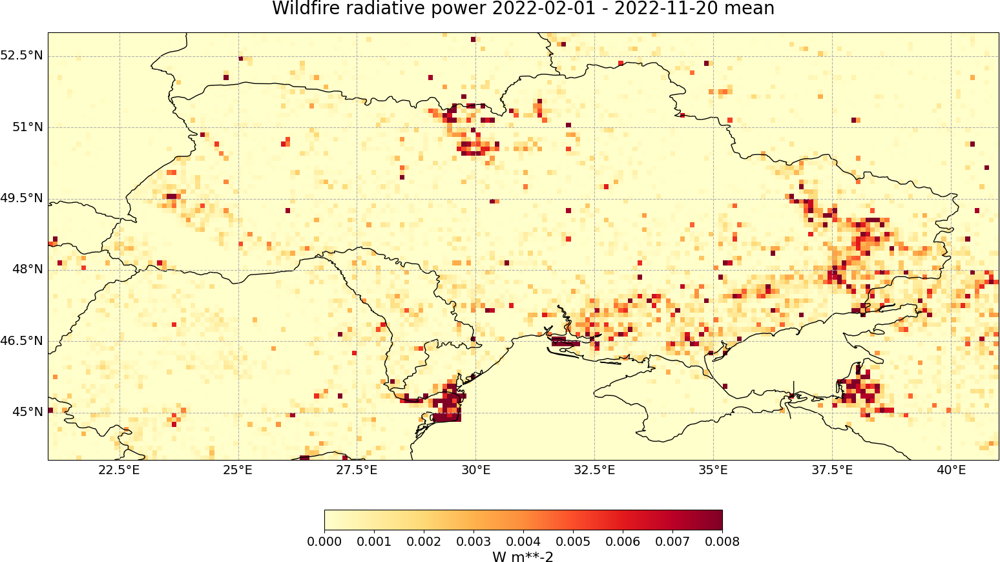 Wildfire radiative power 2022-02-01 - 2022-11-20 mean
52.5°N
51°N
49.5°N
48°N
46.5°N
45°N
22.5°E 25°E 27.5°E 30°E 32.5°E 35°E 37.5°E 40°E
0.000 0.001 0.002 0.003 0.004 0.005 0.006 0.007 0.008
W m**-2